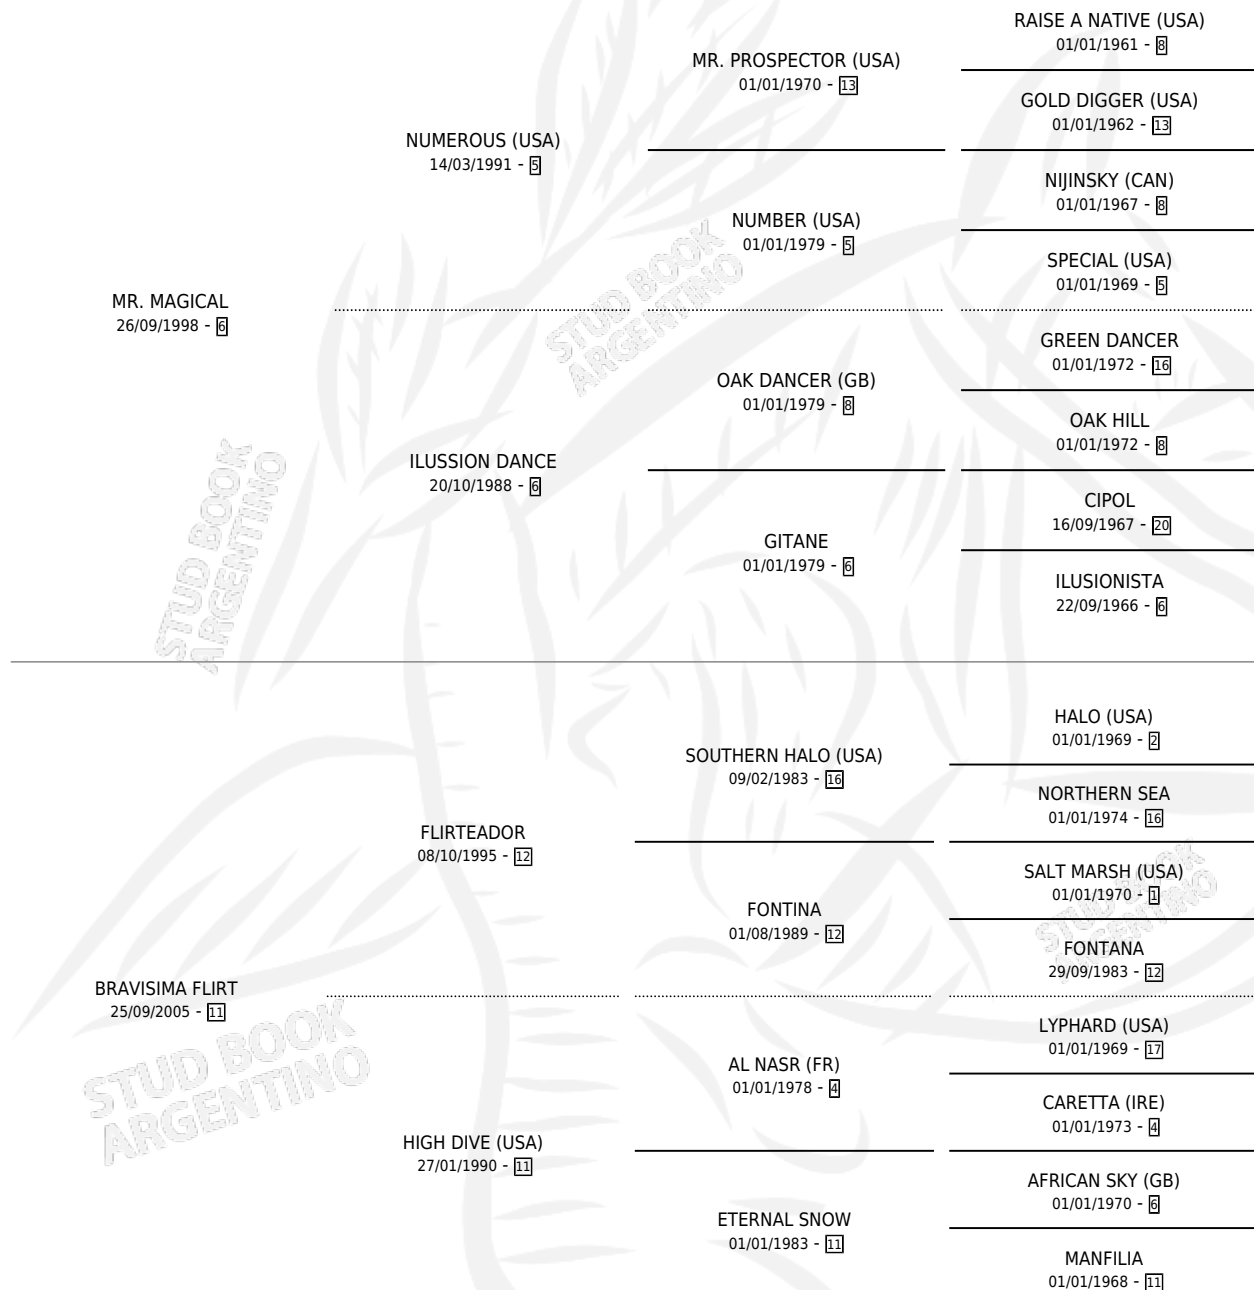 RAISE A NATIVE (USA)
01/01/1961 - 8
MR. PROSPECTOR (USA)
01/01/1970 - 13
GOLD DIGGER (USA)
01/01/1962 - 13
NUMEROUS (USA)
14/03/1991 - 5
NIJINSKY (CAN)
01/01/1967 - 8
NUMBER (USA)
01/01/1979 - 5
SPECIAL (USA)
01/01/1969 - 5
MR. MAGICAL
26/09/1998 - 6
GREEN DANCER
01/01/1972 - 16
OAK DANCER (GB)
01/01/1979 - 8
OAK HILL
01/01/1972 - 8
ILUSSION DANCE
20/10/1988 - 6
CIPOL
16/09/1967 - 20
GITANE
01/01/1979 - 6
ILUSIONISTA
22/09/1966 - 6
HALO (USA)
01/01/1969 - 2
SOUTHERN HALO (USA)
09/02/1983 - 16
NORTHERN SEA
01/01/1974 - 16
FLIRTEADOR
08/10/1995 - 12
SALT MARSH (USA)
01/01/1970 - 1
FONTINA
01/08/1989 - 12
FONTANA
29/09/1983 - 12
BRAVISIMA FLIRT
25/09/2005 - 11
LYPHARD (USA)
01/01/1969 - 17
AL NASR (FR)
01/01/1978 - 4
CARETTA (IRE)
01/01/1973 - 4
HIGH DIVE (USA)
27/01/1990 - 11
AFRICAN SKY (GB)
01/01/1970 - 6
ETERNAL SNOW
01/01/1983 - 11
MANFILIA
01/01/1968 - 11
STUD BOOK
ARGENTINO
STUD BOOK
ARGENTINO
STUD BOOK
ARGENTINO
STUD BOOK
ARGENTINO